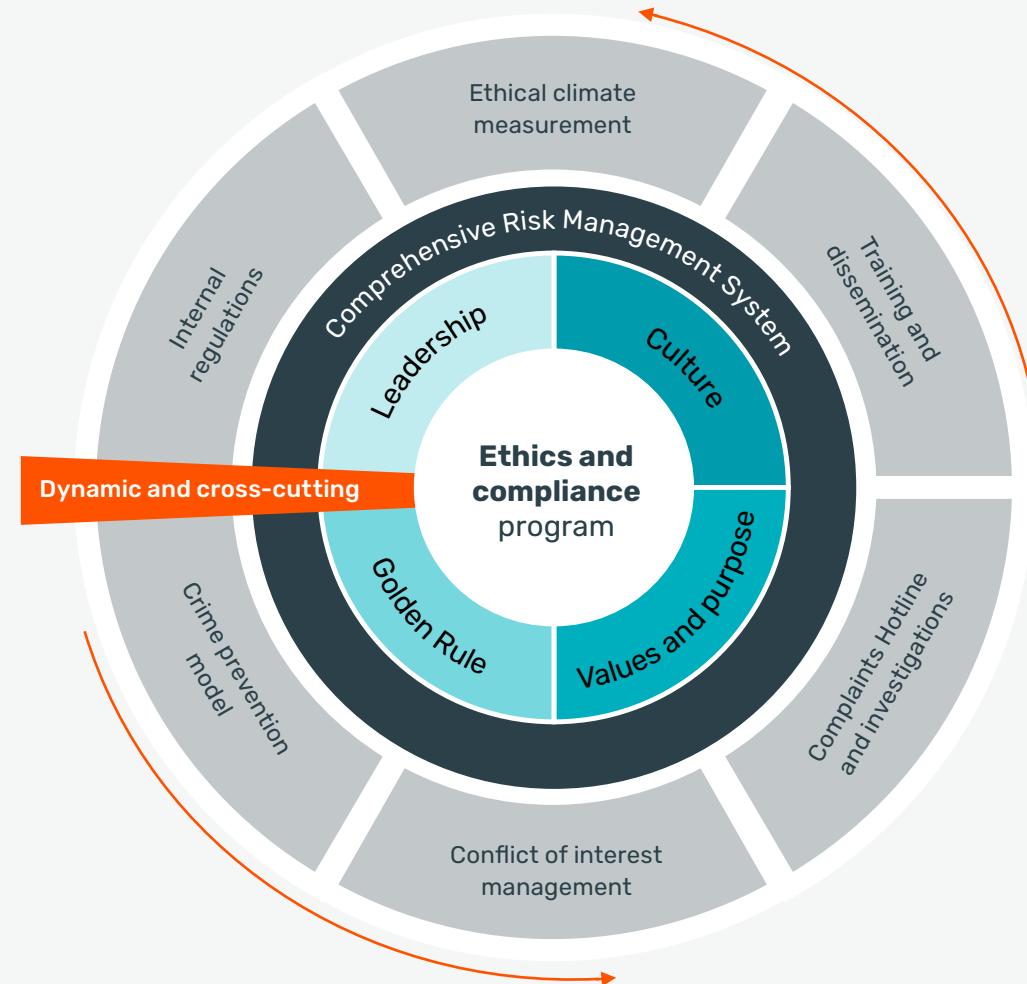 Ethical climate
measurement
Training and
dissemination
Internal
regulations
Comprehensive Risk Management System
Leadership
Culture
Ethics and
compliance
program
Dynamic and cross-cutting
Golden Rule
Values and purpose
Crime prevention
model
Complaints Hotline
and investigations
Conflict of interest
management